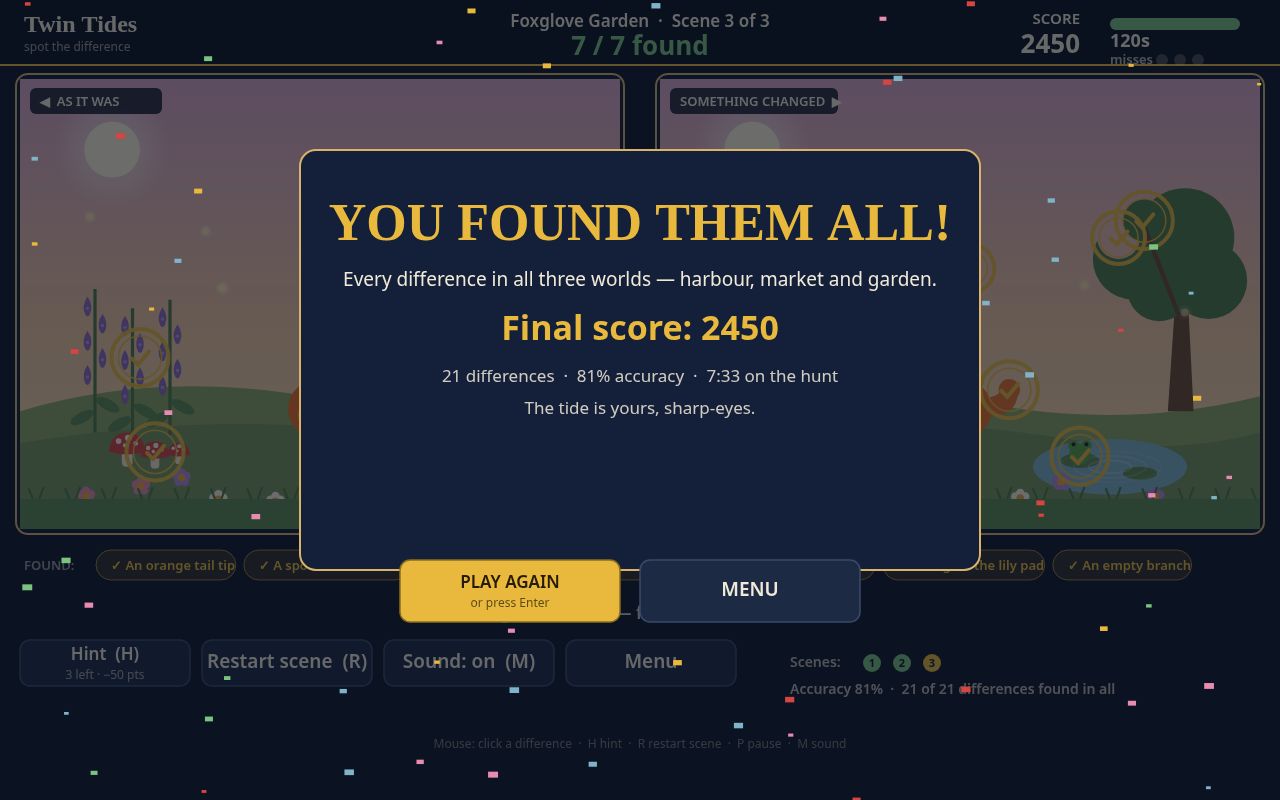 Twin Tides
spot the difference
Foxglove Garden · Scene 3 of 3
7 / 7 found
SCORE
2450
120s
misses
◀ AS IT WAS
SOMETHING CHANGED ▶
YOU FOUND THEM ALL!
Every difference in all three worlds — harbour, market and garden.
Final score: 2450
21 differences · 81% accuracy · 7:33 on the hunt
The tide is yours, sharp-eyes.
FOUND:
✓ An orange tail tip
✓ A spo
the lily pad
✓ An empty branch
PLAY AGAIN
or press Enter
MENU
Hint (H)
3 left · −50 pts
Restart scene (R)
Sound: on (M)
Menu
Scenes: 1 2 3
Accuracy 81% · 21 of 21 differences found in all
Mouse: click a difference · H hint · R restart scene · P pause · M sound